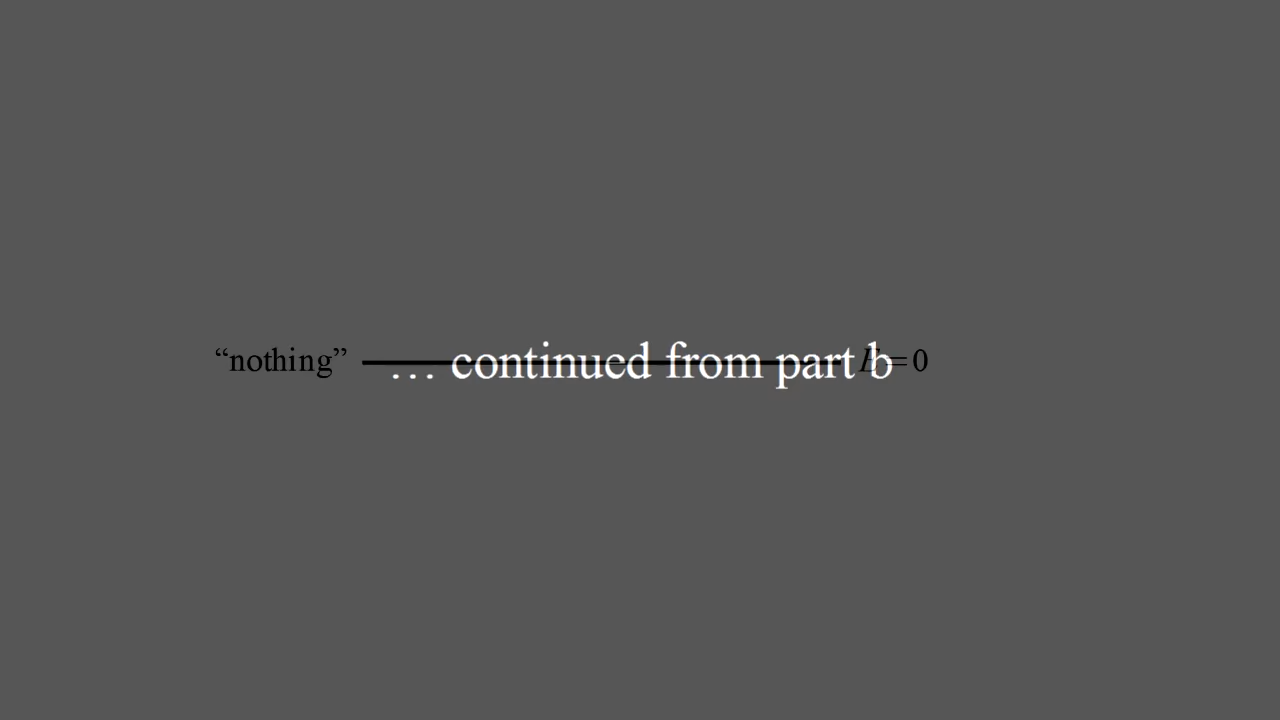 “nothing”
… continued from part b
E=0